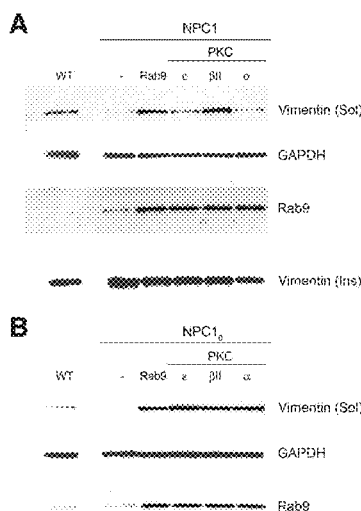 A
NPC1
PKC
WT - Rab9 ε βII α
Vimentin (Sol)
GAPDH
Rab9
Vimentin (Ins)
B
NPC1
PKC
WT - Rab9 ε βII α
Vimentin (Sol)
GAPDH
Rab9